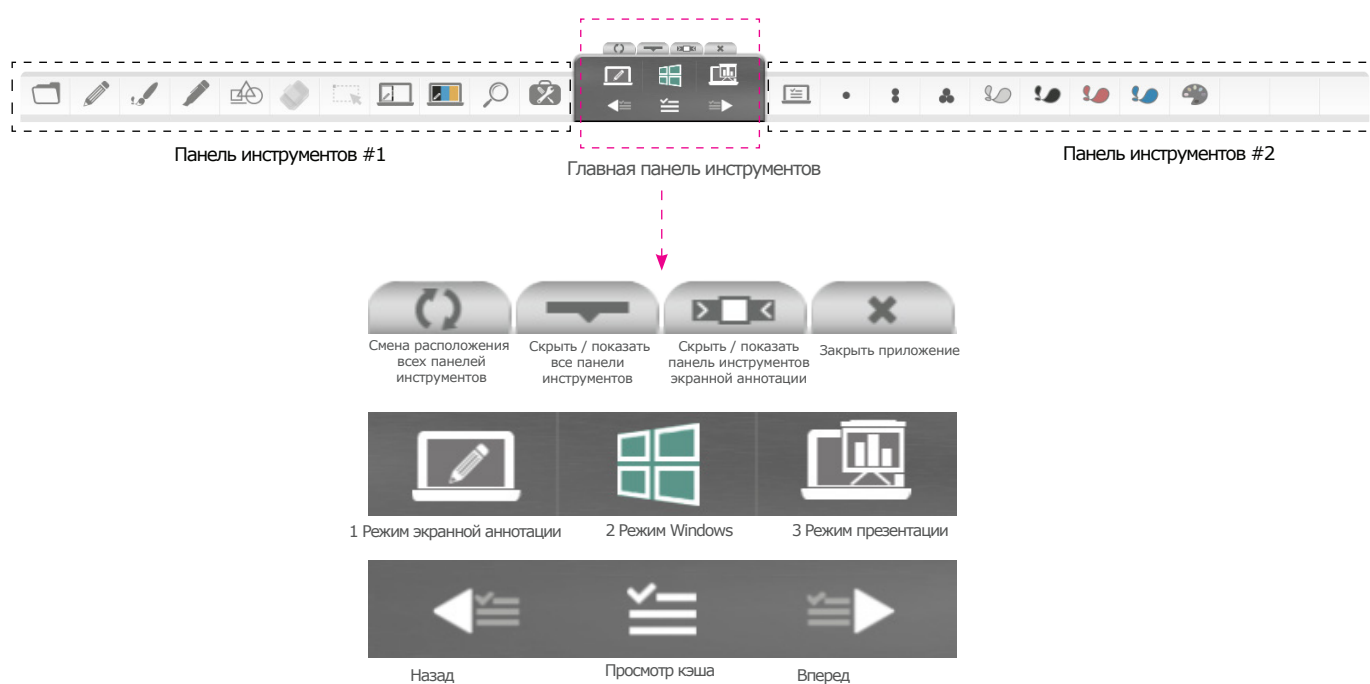 Панель инструментов #1
Главная панель инструментов
Панель инструментов #2
Смена расположения
всех панелей
инструментов
Скрыть / показать
все панели
инструментов
Скрыть / показать
панель инструментов
экранной аннотации
Закрыть приложение
1 Режим экранной аннотации
2 Режим Windows
3 Режим презентации
Назад
Просмотр кэша
Вперед